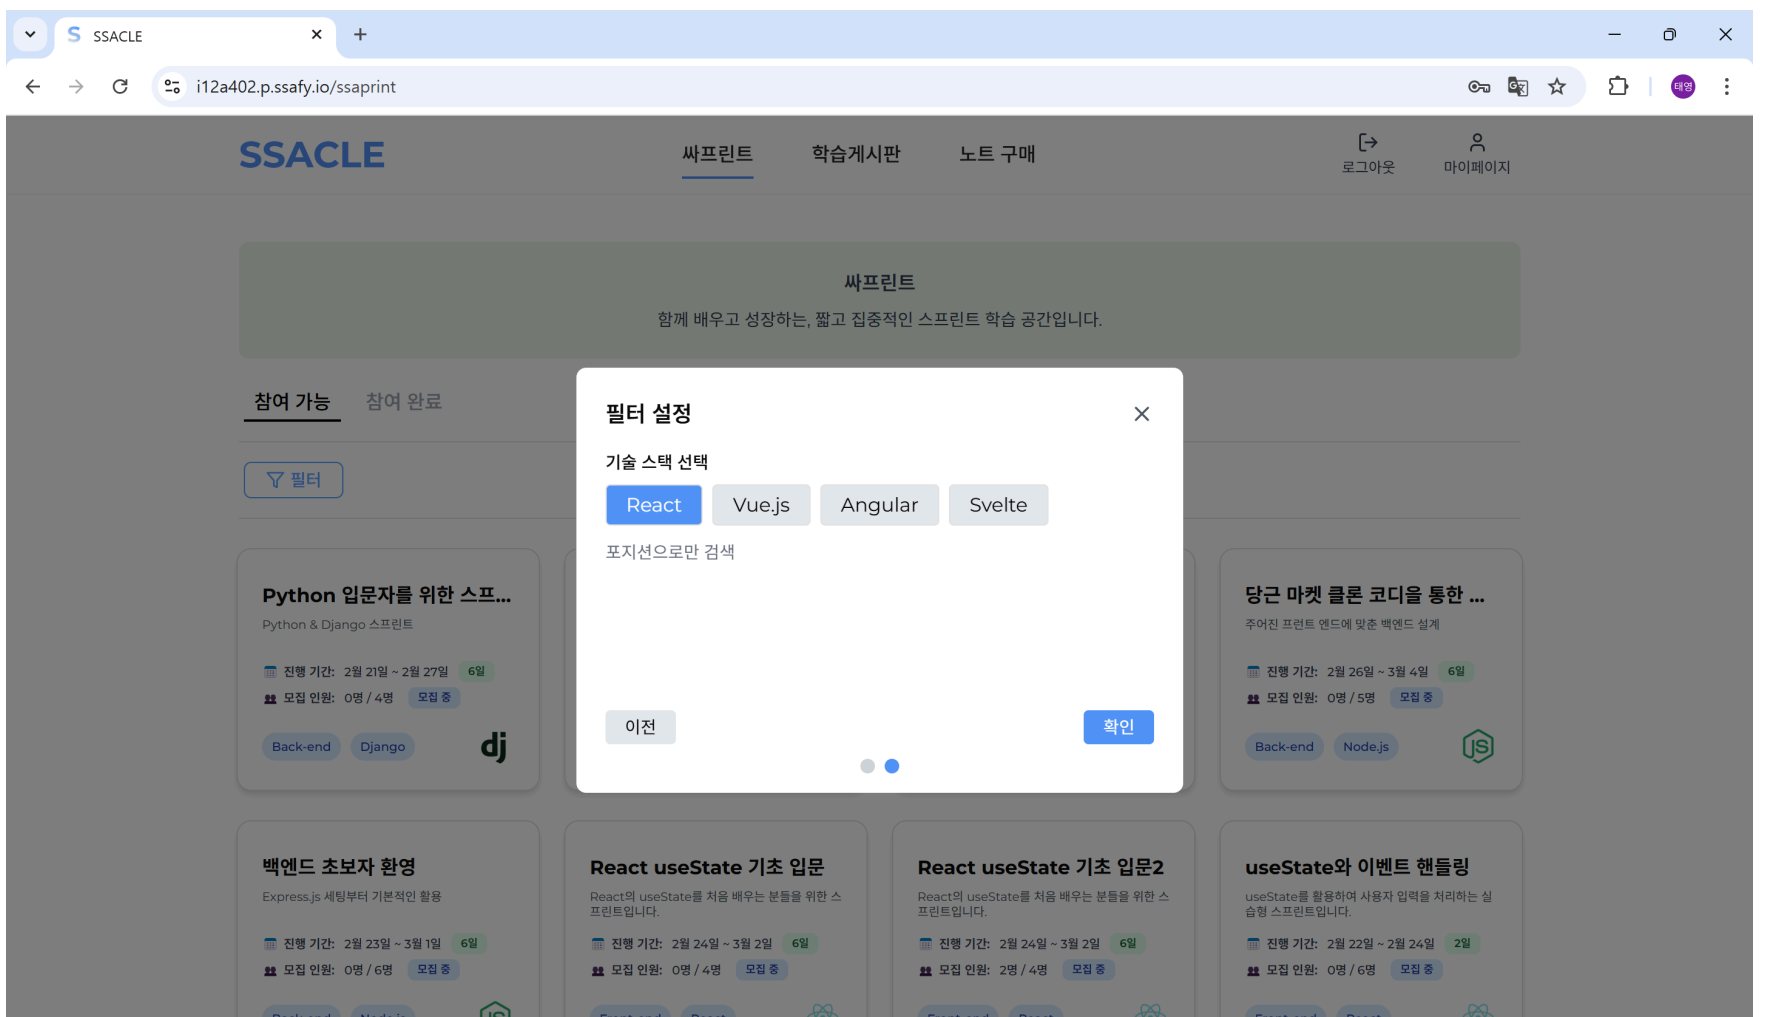 SSACLE
i12a402.p.ssafy.io/ssaprint
태영
SSACLE
싸프린트
학습게시판
노트 구매
로그아웃
마이페이지
싸프린트
함께 배우고 성장하는, 짧고 집중적인 스프린트 학습 공간입니다.
참여 가능
참여 완료
필터
필터 설정
기술 스택 선택
React
Vue.js
Angular
Svelte
포지션으로만 검색
이전
확인
Python 입문자를 위한 스프...
Python & Django 스프린트
진행 기간: 2월 21일 ~ 2월 27일 6일
모집 인원: 0명 / 4명 모집 중
Back-end Django
dj
당근 마켓 클론 코디을 통한 ...
주어진 프런트 엔드에 맞춘 백엔드 설계
진행 기간: 2월 26일 ~ 3월 4일 6일
모집 인원: 0명 / 5명 모집 중
Back-end Node.js
JS
백엔드 초보자 환영
Express.js 세팅부터 기본적인 활용
진행 기간: 2월 23일 ~ 3월 1일 6일
모집 인원: 0명 / 6명 모집 중
Back-end Node.js
JS
React useState 기초 입문
React의 useState를 처음 배우는 분들을 위한 스
프린트입니다.
진행 기간: 2월 24일 ~ 3월 2일 6일
모집 인원: 0명 / 4명 모집 중
Front-end React
React useState 기초 입문2
React의 useState를 처음 배우는 분들을 위한 스
프린트입니다.
진행 기간: 2월 24일 ~ 3월 2일 6일
모집 인원: 2명 / 4명 모집 중
Front-end React
useState와 이벤트 핸들링
useState를 활용하여 사용자 입력을 처리하는 실
습형 스프린트입니다.
진행 기간: 2월 22일 ~ 2월 24일 2일
모집 인원: 0명 / 6명 모집 중
Front-end React